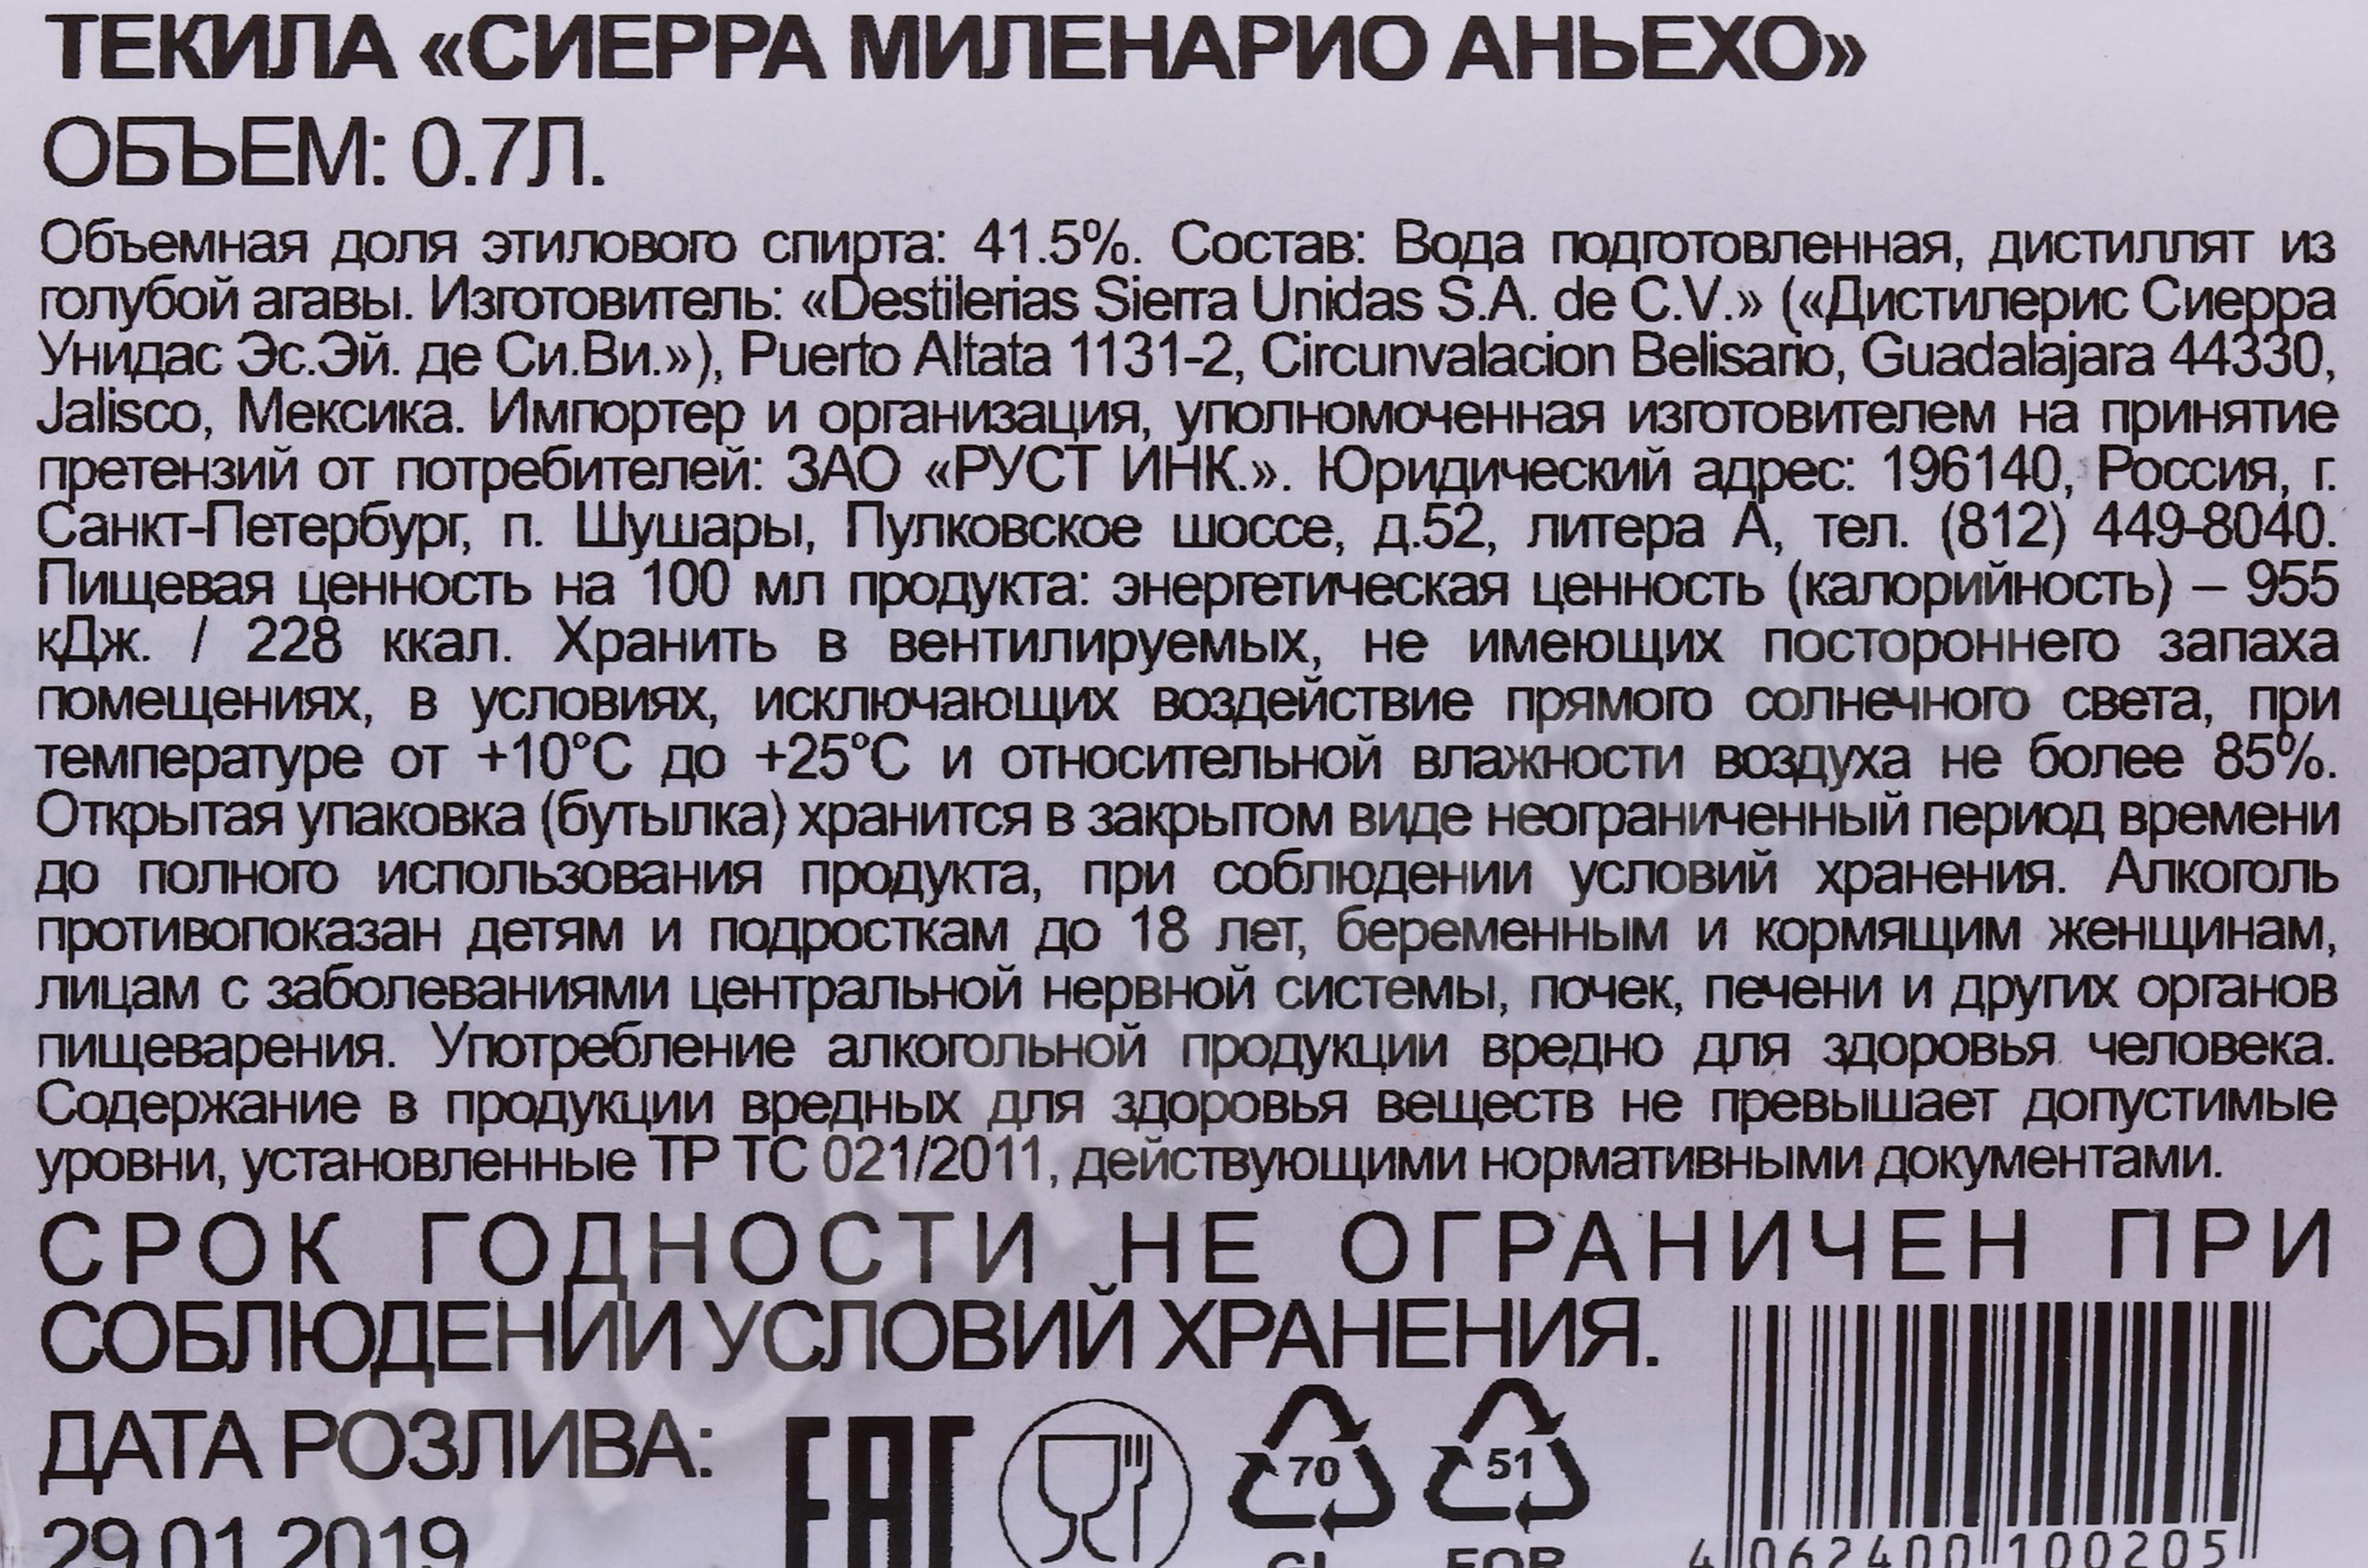 ТЕКИЛА «СИЕРРА МИЛЕНАРИО АНЬЕХО»
ОБЪЕМ: 0.7Л.
Объемная доля этилового спирта: 41.5%. Состав: Вода подготовленная, дистиллят из
голубой агавы. Изготовитель: «Destilerias Sierra Unidas S.A. de C.V.» («Дистилерис Сиерра
Унидас Эс.Эй. де Си.Ви.»), Puerto Altata 1131-2, Circunvalacion Belisario, Guadalajara 44330,
Jalisco, Мексика. Импортер и организация, уполномоченная изготовителем на принятие
претензий от потребителей: ЗАО «РУСТ ИНК.». Юридический адрес: 196140, Россия, г.
Санкт-Петербург, п. Шушары, Пулковское шоссе, д.52, литера А, тел. (812) 449-8040.
Пищевая ценность на 100 мл продукта: энергетическая ценность (калорийность) – 955
кДж. / 228 ккал. Хранить в вентилируемых, не имеющих постороннего запаха
помещениях, в условиях, исключающих воздействие прямого солнечного света, при
температуре от +10°С до +25°С и относительной влажности воздуха не более 85%.
Открытая упаковка (бутылка) хранится в закрытом виде неограниченный период времени
до полного использования продукта, при соблюдении условий хранения. Алкоголь
противопоказан детям и подросткам до 18 лет, беременным и кормящим женщинам,
лицам с заболеваниями центральной нервной системы, почек, печени и других органов
пищеварения. Употребление алкогольной продукции вредно для здоровья человека.
Содержание в продукции вредных для здоровья веществ не превышает допустимые
уровни, установленные ТР ТС 021/2011, действующими нормативными документами.
СРОК ГОДНОСТИ НЕ ОГРАНИЧЕН ПРИ
СОБЛЮДЕНИИ УСЛОВИЙ ХРАНЕНИЯ.
ДАТА РОЗЛИВА:
29.01.2019
EAC
70
51
GL
FOR
4 062400 100205